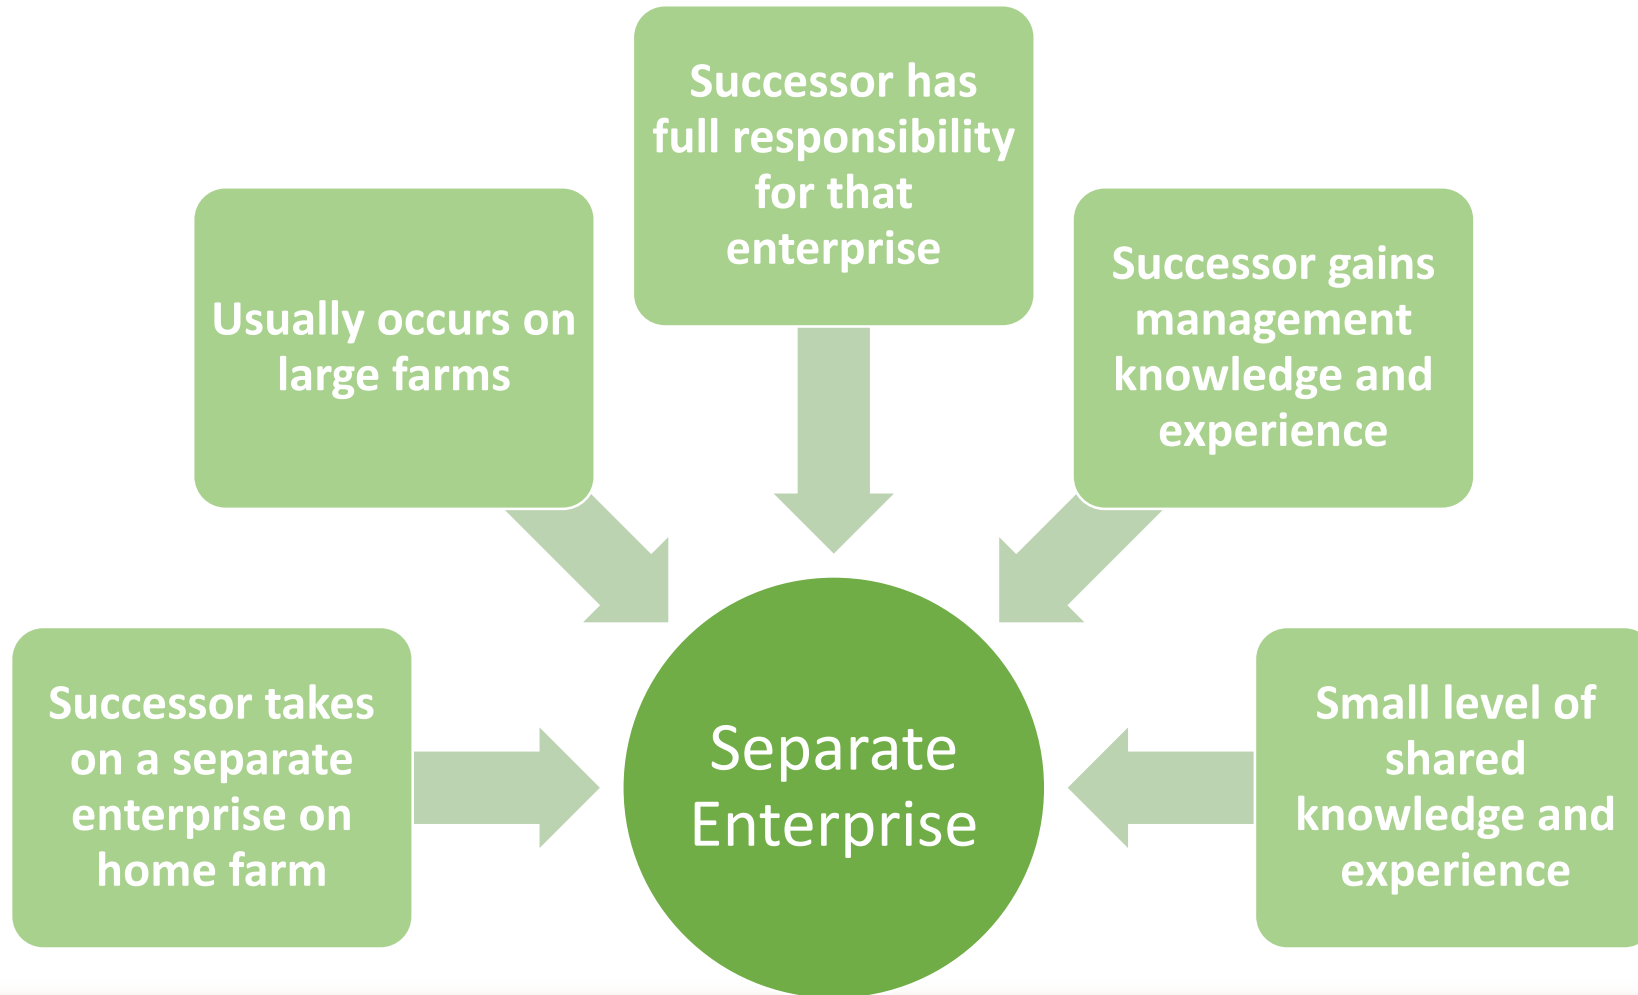 Successor has
full responsibility
for that
enterprise
Usually occurs on
large farms
Successor gains
management
knowledge and
experience
Successor takes
on a separate
enterprise on
home farm
Separate
Enterprise
Small level of
shared
knowledge and
experience